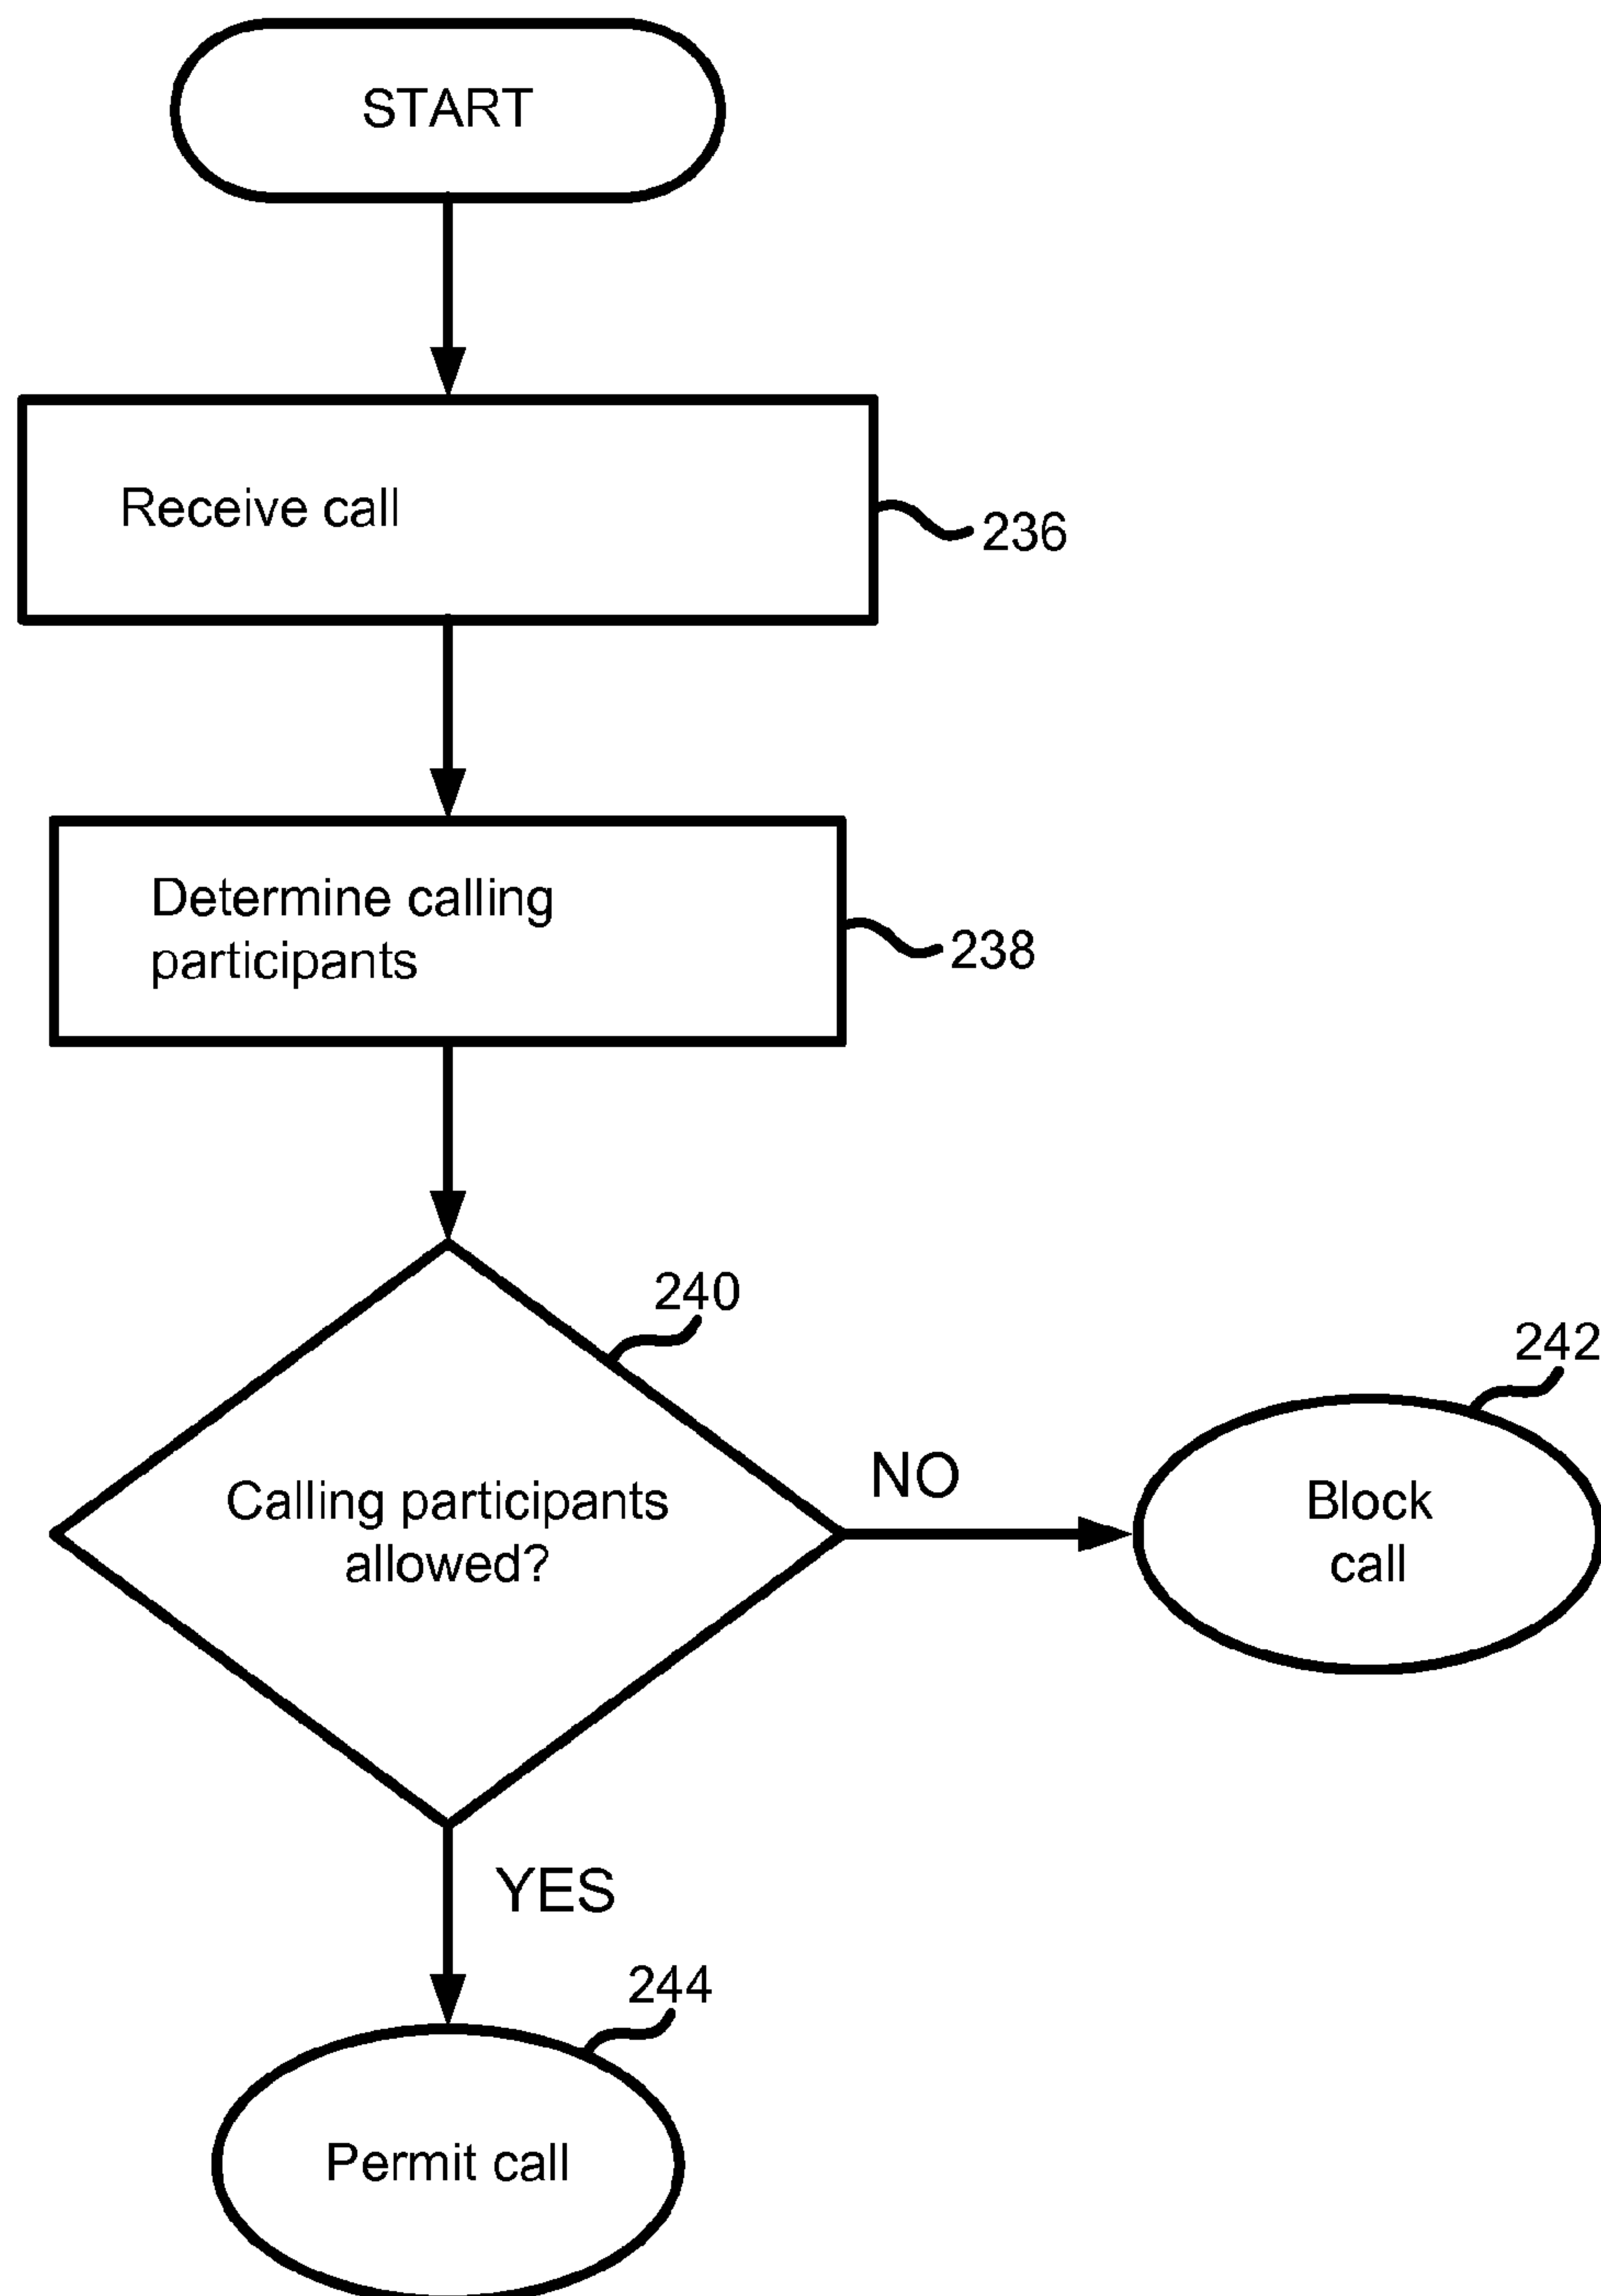 START
Receive call
236
Determine calling
participants
238
240
Calling participants
allowed?
NO
242
Block
call
YES
244
Permit call